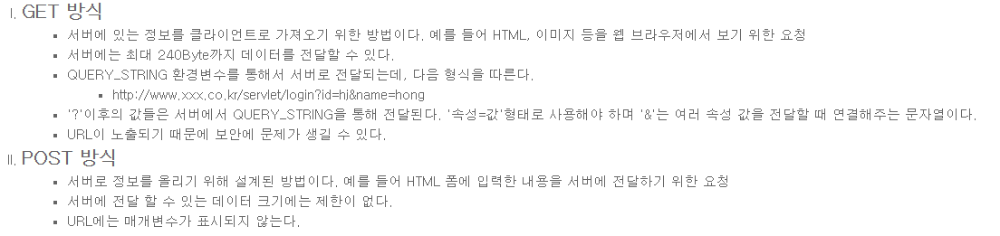 I. GET 방식
▪ 서버에 있는 정보를 클라이언트로 가져오기 위한 방법이다. 예를 들어 HTML, 이미지 등을 웹 브라우저에서 보기 위한 요청
▪ 서버에는 최대 240Byte까지 데이터를 전달할 수 있다.
▪ QUERY_STRING 환경변수를 통해서 서버로 전달되는데, 다음 형식을 따른다.
▪ http://www.xxx.co.kr/servlet/login?id=hj&name=hong
▪ '?'이후의 값들은 서버에서 QUERY_STRING을 통해 전달된다. '속성=값'형태로 사용해야 하며 '&'는 여러 속성 값을 전달할 때 연결해주는 문자열이다.
▪ URL이 노출되기 때문에 보안에 문제가 생길 수 있다.
II. POST 방식
▪ 서버로 정보를 올리기 위해 설계된 방법이다. 예를 들어 HTML 폼에 입력한 내용을 서버에 전달하기 위한 요청
▪ 서버에 전달 할 수 있는 데이터 크기에는 제한이 없다.
▪ URL에는 매개변수가 표시되지 않는다.